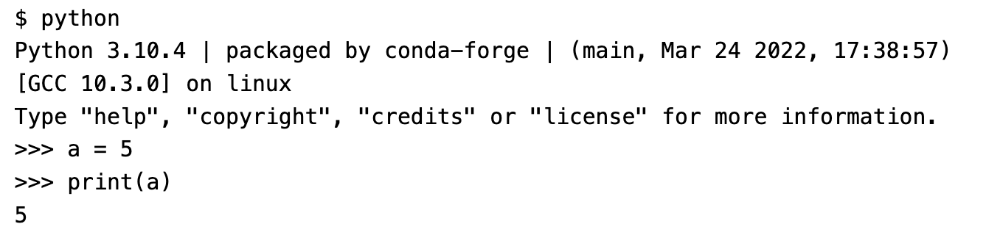 $ python
Python 3.10.4 | packaged by conda-forge | (main, Mar 24 2022, 17:38:57)
[GCC 10.3.0] on linux
Type "help", "copyright", "credits" or "license" for more information.
>>> a = 5
>>> print(a)
5